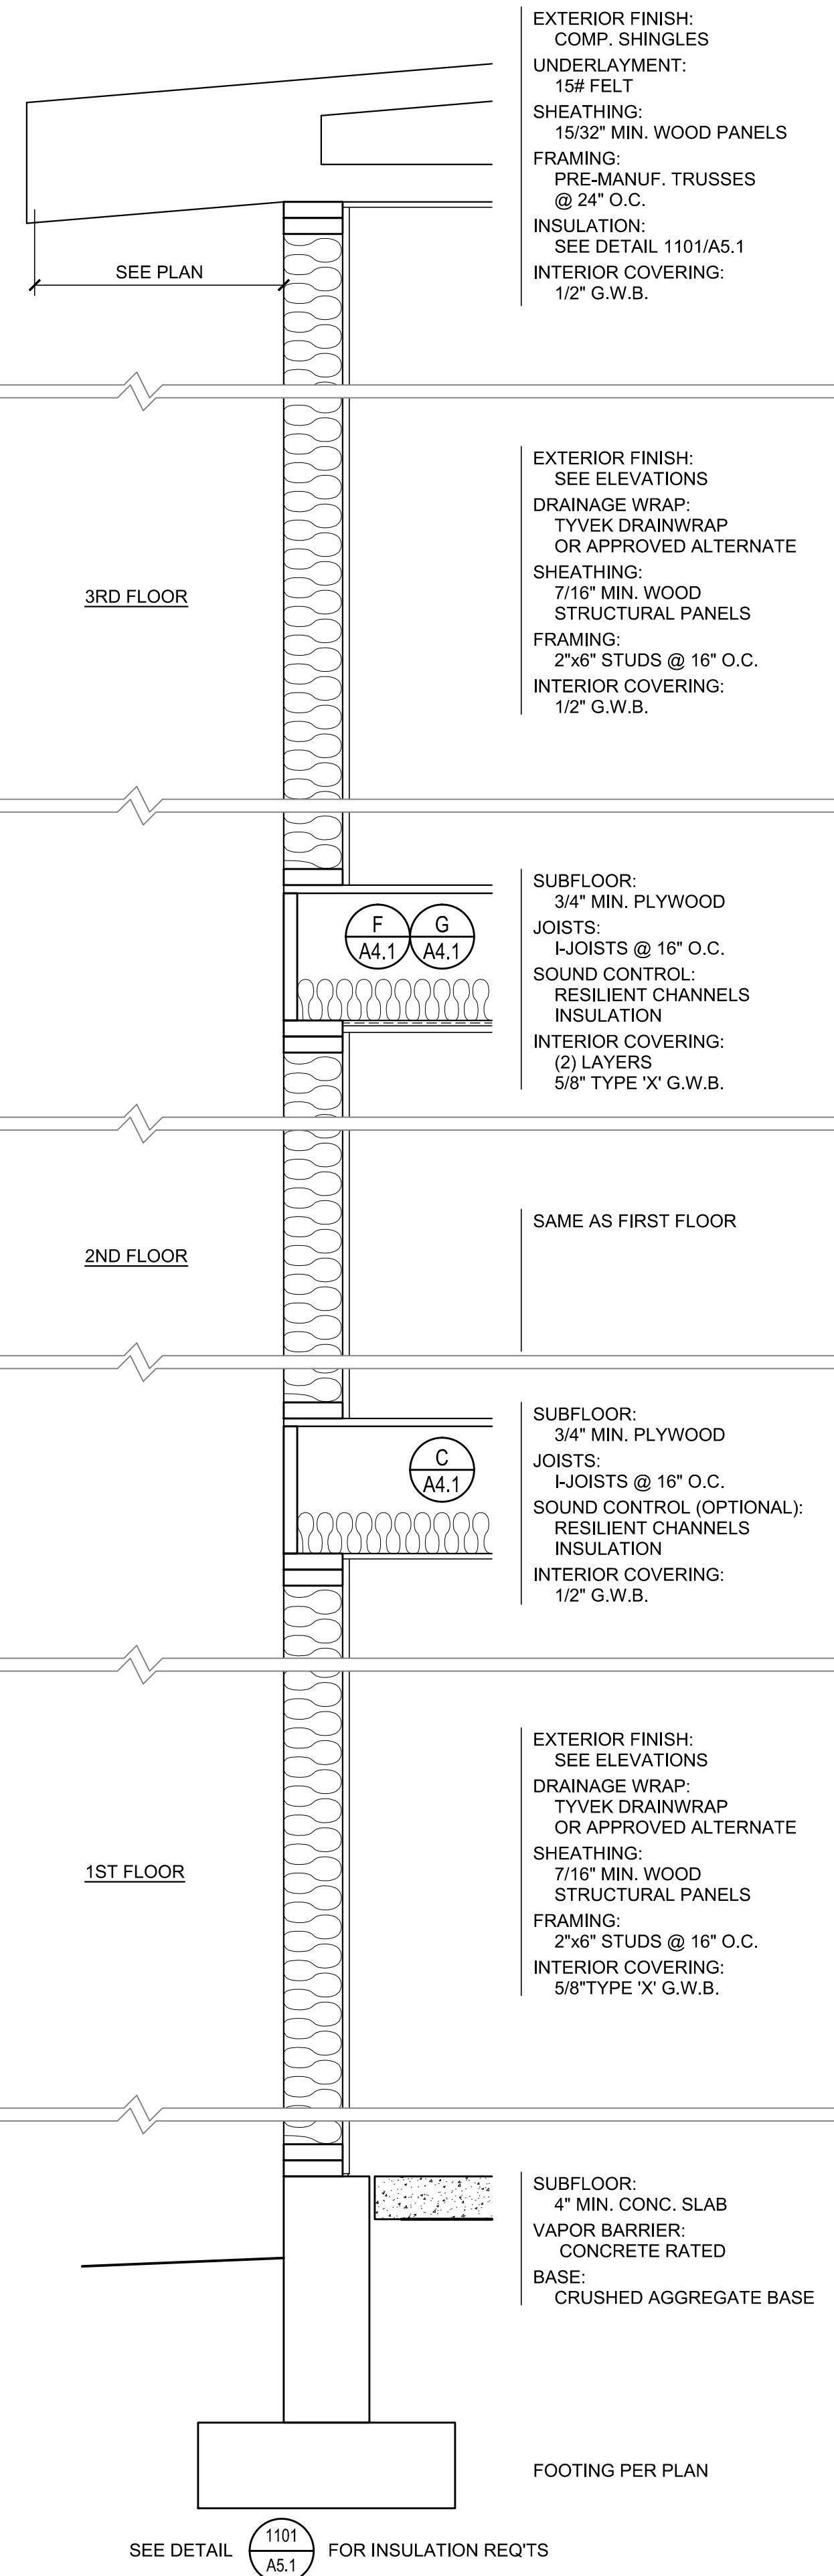 EXTERIOR FINISH:
COMP. SHINGLES
UNDERLAYMENT:
15# FELT
SHEATHING:
15/32" MIN. WOOD PANELS
FRAMING:
PRE-MANUF. TRUSSES
@ 24" O.C.
INSULATION:
SEE DETAIL 1101/A5.1
INTERIOR COVERING:
1/2" G.W.B.
SEE PLAN
3RD FLOOR
EXTERIOR FINISH:
SEE ELEVATIONS
DRAINAGE WRAP:
TYVEK DRAINWRAP
OR APPROVED ALTERNATE
SHEATHING:
7/16" MIN. WOOD
STRUCTURAL PANELS
FRAMING:
2"x6" STUDS @ 16" O.C.
INTERIOR COVERING:
1/2" G.W.B.
F
A4.1
G
A4.1
SUBFLOOR:
3/4" MIN. PLYWOOD
JOISTS:
I-JOISTS @ 16" O.C.
SOUND CONTROL:
RESILIENT CHANNELS
INSULATION
INTERIOR COVERING:
(2) LAYERS
5/8" TYPE 'X' G.W.B.
2ND FLOOR
SAME AS FIRST FLOOR
C
A4.1
SUBFLOOR:
3/4" MIN. PLYWOOD
JOISTS:
I-JOISTS @ 16" O.C.
SOUND CONTROL (OPTIONAL):
RESILIENT CHANNELS
INSULATION
INTERIOR COVERING:
1/2" G.W.B.
1ST FLOOR
EXTERIOR FINISH:
SEE ELEVATIONS
DRAINAGE WRAP:
TYVEK DRAINWRAP
OR APPROVED ALTERNATE
SHEATHING:
7/16" MIN. WOOD
STRUCTURAL PANELS
FRAMING:
2"x6" STUDS @ 16" O.C.
INTERIOR COVERING:
5/8"TYPE 'X' G.W.B.
SUBFLOOR:
4" MIN. CONC. SLAB
VAPOR BARRIER:
CONCRETE RATED
BASE:
CRUSHED AGGREGATE BASE
FOOTING PER PLAN
SEE DETAIL 1101 A5.1 FOR INSULATION REQ'TS